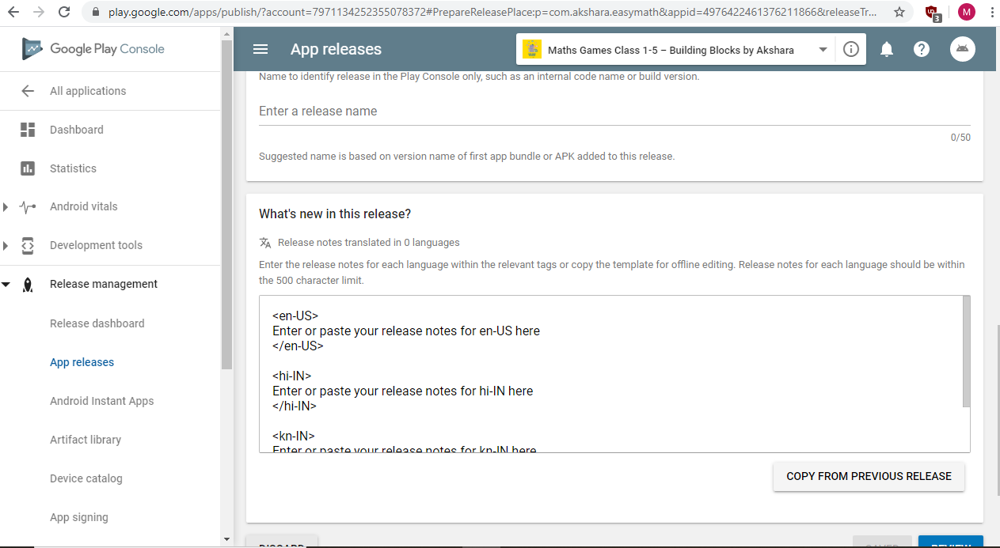 play.google.com/apps/publish/?account=7971134252355078372#PrepareReleasePlace:p=com.akshara.easymath&appid=4976422461376211866&releaseTr...
3
M
Google Play Console
App releases
Maths Games Class 1-5 – Building Blocks by Akshara
All applications
Dashboard
Statistics
Android vitals
Development tools
Release management
Release dashboard
App releases
Android Instant Apps
Artifact library
Device catalog
App signing
Name to identify release in the Play Console only, such as an internal code name or build version.
Enter a release name
0/50
Suggested name is based on version name of first app bundle or APK added to this release.
What's new in this release?
Release notes translated in 0 languages
Enter the release notes for each language within the relevant tags or copy the template for offline editing. Release notes for each language should be within
the 500 character limit.
<en-US>
Enter or paste your release notes for en-US here
</en-US>
<hi-IN>
Enter or paste your release notes for hi-IN here
</hi-IN>
<kn-IN>
Enter or paste your release notes for kn-IN here
COPY FROM PREVIOUS RELEASE
DISCARD
SAVED
REVIEW